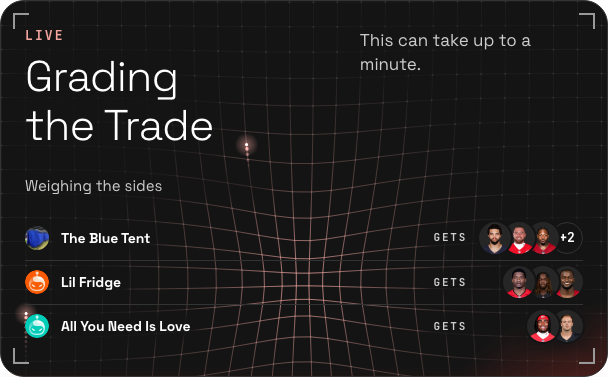 LIVE
Grading
the Trade
This can take up to a
minute.
Weighing the sides
The Blue Tent GETS +2
Lil Fridge GETS
All You Need Is Love GETS